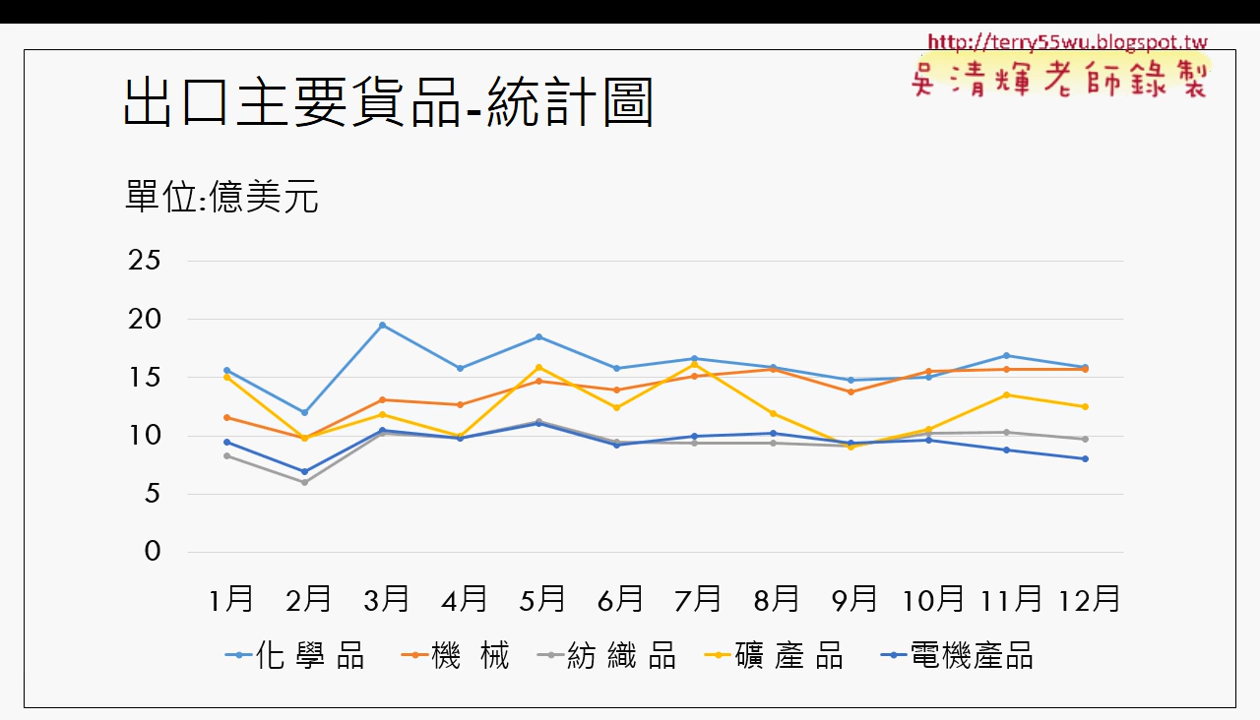 http://terry55wu.blogspot.tw
吳清輝老師錄製
出口主要貨品-統計圖
單位:億美元
25
20
15
10
5
0
1月 2月 3月 4月 5月 6月 7月 8月 9月 10月 11月 12月
化學品 機械 紡織品 礦產品 電機產品